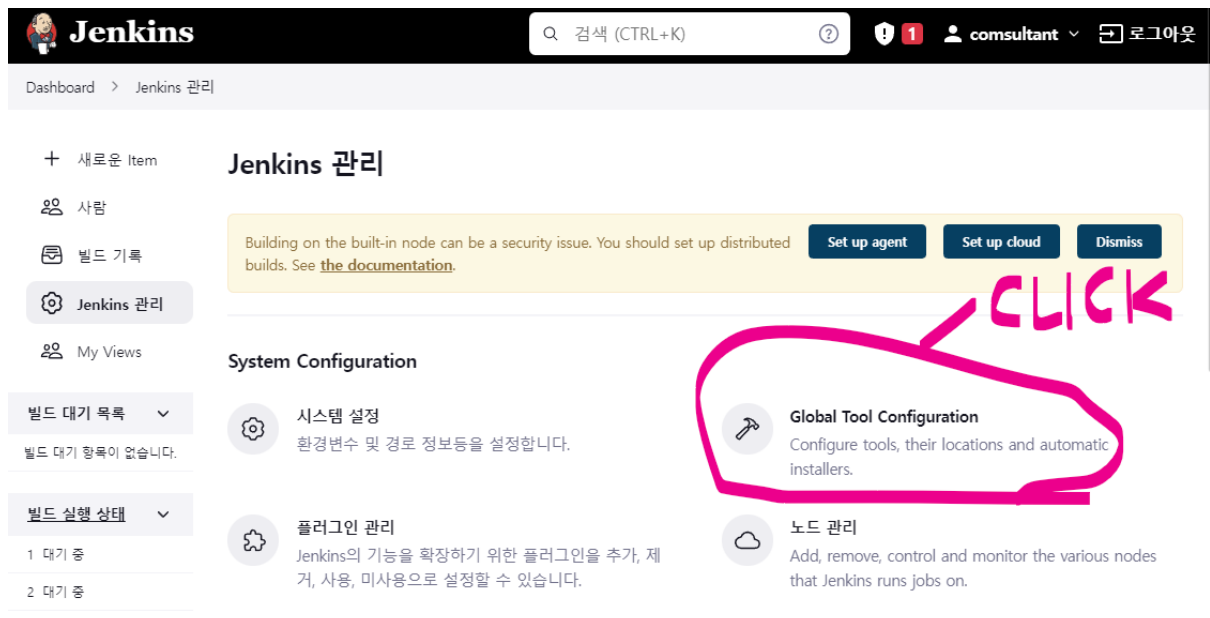 Jenkins
검색 (CTRL+K)
1
comsultant
로그아웃
Dashboard > Jenkins 관리
새로운 Item
사람
빌드 기록
Jenkins 관리
My Views
빌드 대기 목록
빌드 대기 항목이 없습니다.
빌드 실행 상태
1 대기 중
2 대기 중
Jenkins 관리
Building on the built-in node can be a security issue. You should set up distributed
builds. See the documentation.
Set up agent
Set up cloud
Dismiss
CLICK
System Configuration
시스템 설정
환경변수 및 경로 정보등을 설정합니다.
Global Tool Configuration
Configure tools, their locations and automatic
installers.
플러그인 관리
Jenkins의 기능을 확장하기 위한 플러그인을 추가, 제
거, 사용, 미사용으로 설정할 수 있습니다.
노드 관리
Add, remove, control and monitor the various nodes
that Jenkins runs jobs on.